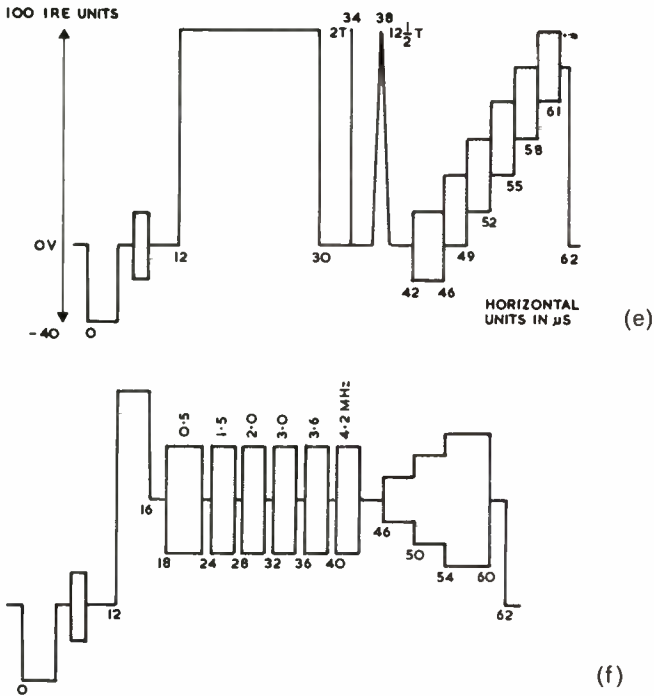 100 IRE UNITS
34 38
2T 12½T
61
58
55
52
OV
12 30 49 62
42 46
HORIZONTAL
UNITS IN µS
(e)
-40 0
0·5 1·5 2·0 3·0 3·6 4·2 MHz
16 46
18 24 28 32 36 40 50
54 60
12 62
0
(f)